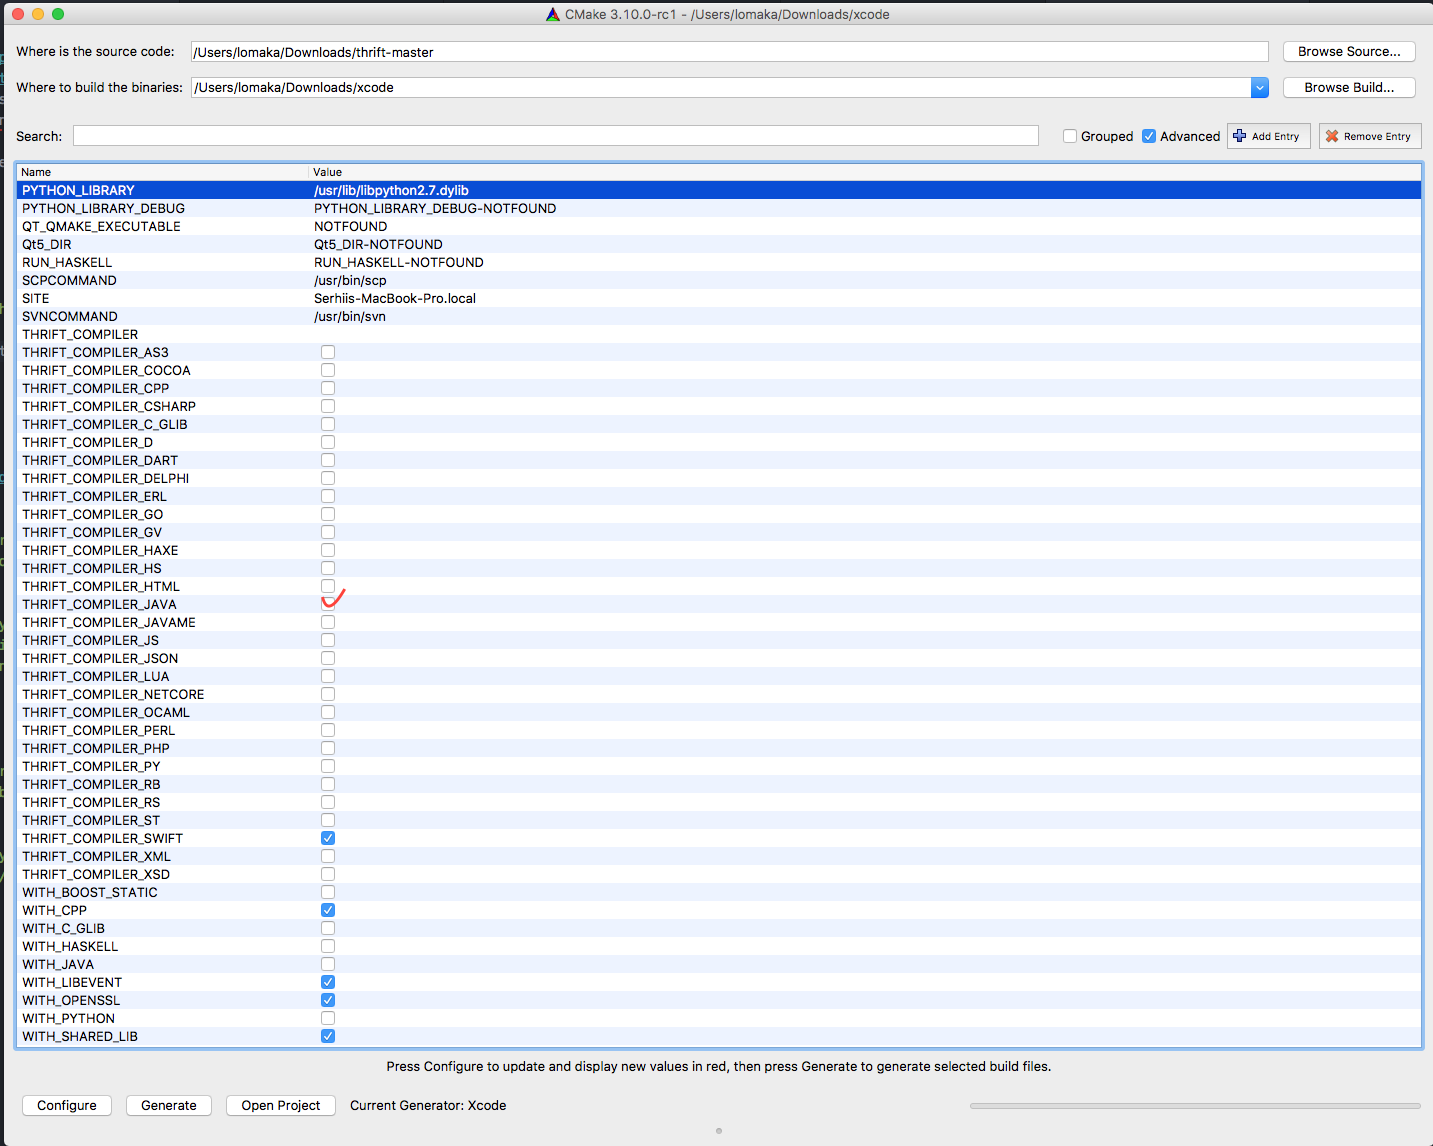 CMake 3.10.0-rc1 - /Users/lomaka/Downloads/xcode
Where is the source code: /Users/lomaka/Downloads/thrift-master Browse Source...
Where to build the binaries: /Users/lomaka/Downloads/xcode Browse Build...
Search: Grouped Advanced Add Entry Remove Entry
Name Value
PYTHON_LIBRARY /usr/lib/libpython2.7.dylib
PYTHON_LIBRARY_DEBUG PYTHON_LIBRARY_DEBUG-NOTFOUND
QT_QMAKE_EXECUTABLE NOTFOUND
Qt5_DIR Qt5_DIR-NOTFOUND
RUN_HASKELL RUN_HASKELL-NOTFOUND
SCPCOMMAND /usr/bin/scp
SITE Serhiis-MacBook-Pro.local
SVNCOMMAND /usr/bin/svn
THRIFT_COMPILER
THRIFT_COMPILER_AS3
THRIFT_COMPILER_COCOA
THRIFT_COMPILER_CPP
THRIFT_COMPILER_CSHARP
THRIFT_COMPILER_C_GLIB
THRIFT_COMPILER_D
THRIFT_COMPILER_DART
THRIFT_COMPILER_DELPHI
THRIFT_COMPILER_ERL
THRIFT_COMPILER_GO
THRIFT_COMPILER_GV
THRIFT_COMPILER_HAXE
THRIFT_COMPILER_HS
THRIFT_COMPILER_HTML
THRIFT_COMPILER_JAVA
THRIFT_COMPILER_JAVAME
THRIFT_COMPILER_JS
THRIFT_COMPILER_JSON
THRIFT_COMPILER_LUA
THRIFT_COMPILER_NETCORE
THRIFT_COMPILER_OCAML
THRIFT_COMPILER_PERL
THRIFT_COMPILER_PHP
THRIFT_COMPILER_PY
THRIFT_COMPILER_RB
THRIFT_COMPILER_RS
THRIFT_COMPILER_ST
THRIFT_COMPILER_SWIFT
THRIFT_COMPILER_XML
THRIFT_COMPILER_XSD
WITH_BOOST_STATIC
WITH_CPP
WITH_C_GLIB
WITH_HASKELL
WITH_JAVA
WITH_LIBEVENT
WITH_OPENSSL
WITH_PYTHON
WITH_SHARED_LIB
Press Configure to update and display new values in red, then press Generate to generate selected build files.
Configure Generate Open Project Current Generator: Xcode